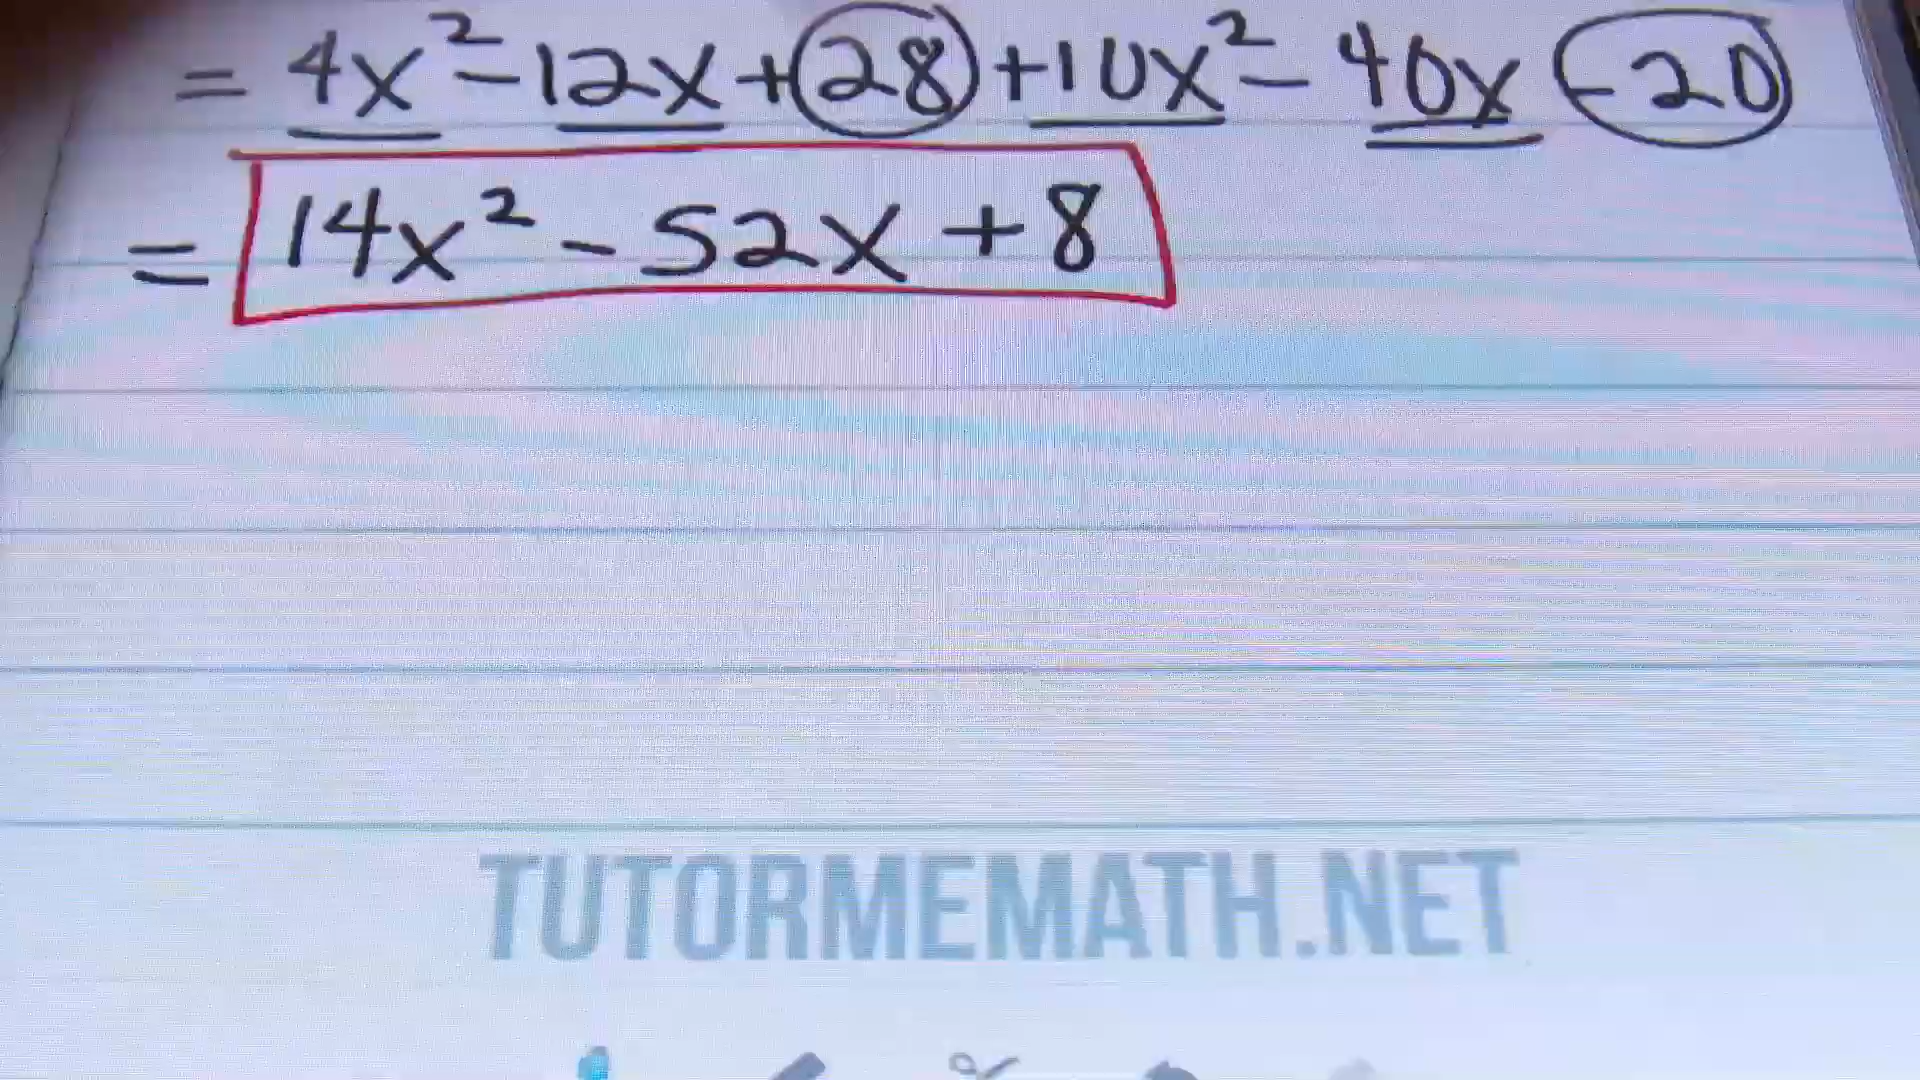 = 4x² - 12x + 28 + 10x² - 40x - 20
= 14x² - 52x + 8
TUTORMEMATH.NET